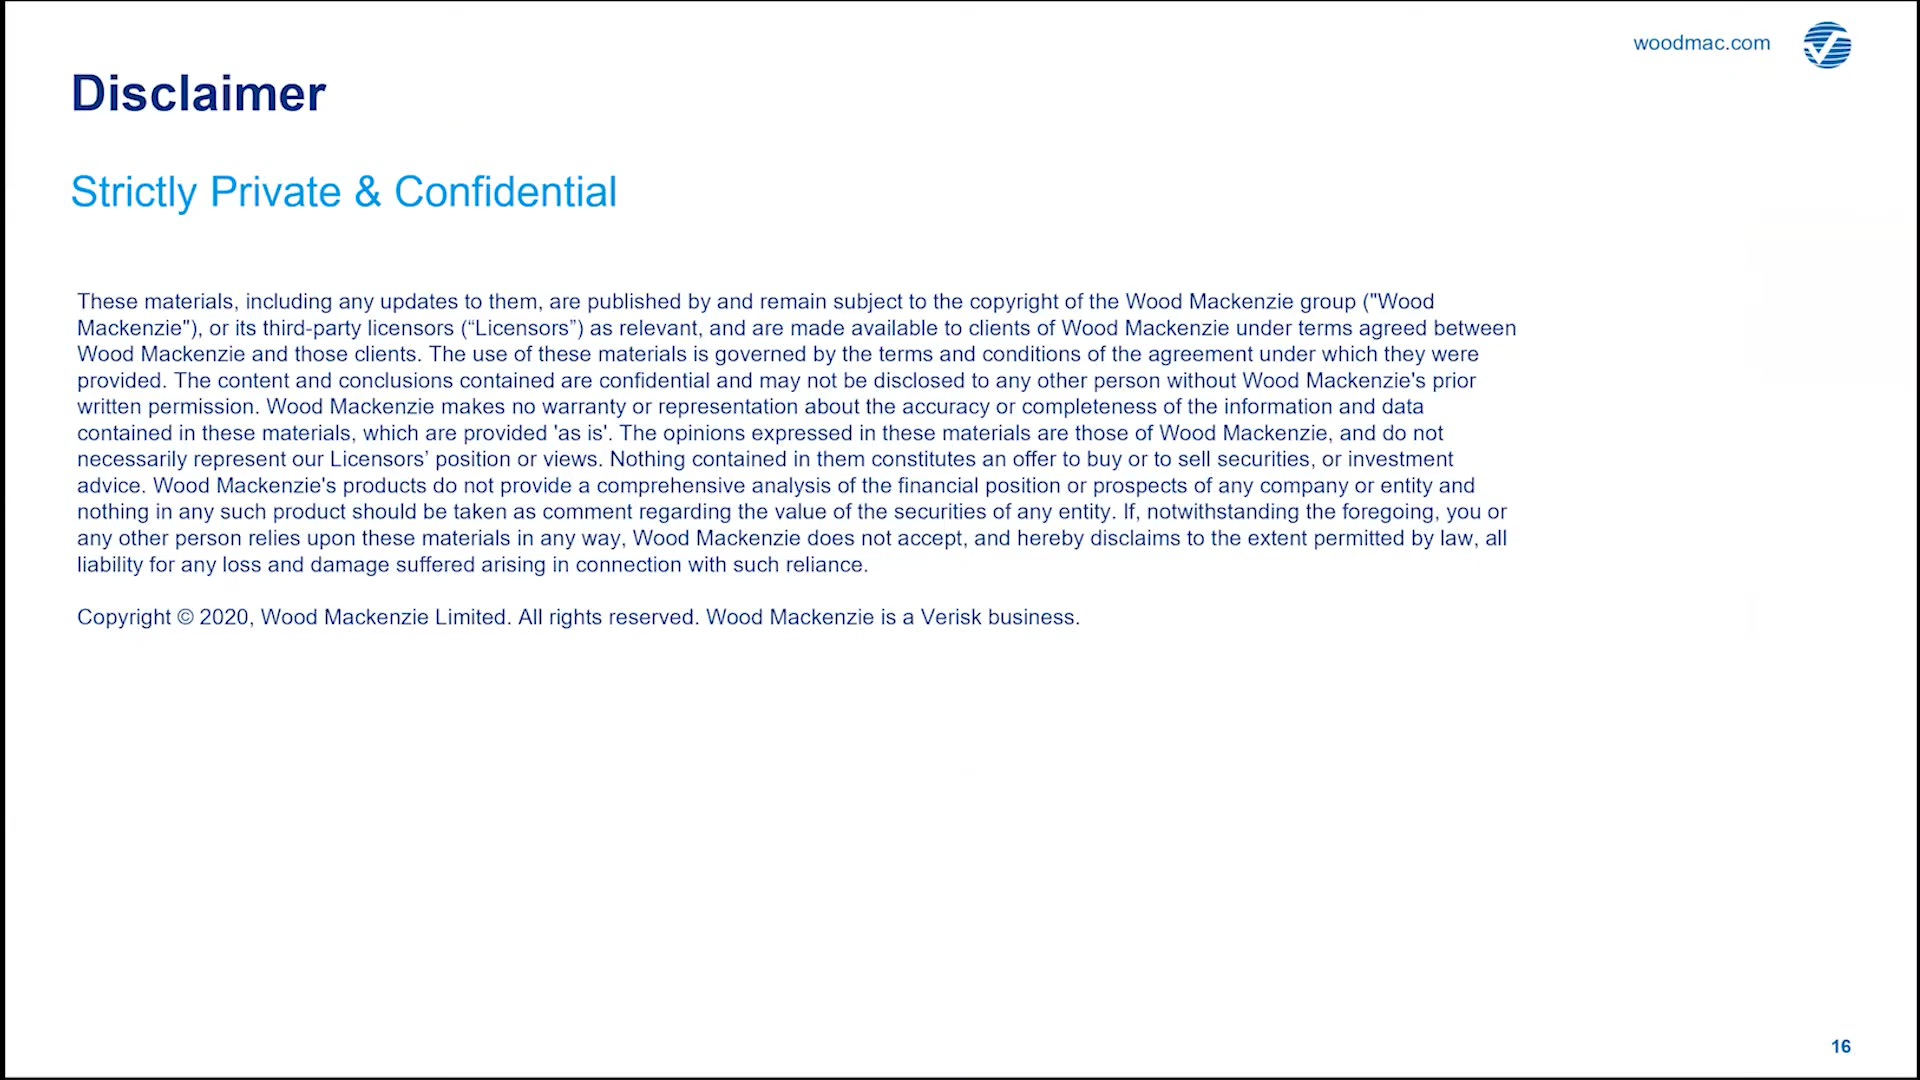 woodmac.com
Disclaimer
Strictly Private & Confidential
These materials, including any updates to them, are published by and remain subject to the copyright of the Wood Mackenzie group ("Wood
Mackenzie"), or its third-party licensors (“Licensors”) as relevant, and are made available to clients of Wood Mackenzie under terms agreed between
Wood Mackenzie and those clients. The use of these materials is governed by the terms and conditions of the agreement under which they were
provided. The content and conclusions contained are confidential and may not be disclosed to any other person without Wood Mackenzie's prior
written permission. Wood Mackenzie makes no warranty or representation about the accuracy or completeness of the information and data
contained in these materials, which are provided 'as is'. The opinions expressed in these materials are those of Wood Mackenzie, and do not
necessarily represent our Licensors’ position or views. Nothing contained in them constitutes an offer to buy or to sell securities, or investment
advice. Wood Mackenzie's products do not provide a comprehensive analysis of the financial position or prospects of any company or entity and
nothing in any such product should be taken as comment regarding the value of the securities of any entity. If, notwithstanding the foregoing, you or
any other person relies upon these materials in any way, Wood Mackenzie does not accept, and hereby disclaims to the extent permitted by law, all
liability for any loss and damage suffered arising in connection with such reliance.
Copyright © 2020, Wood Mackenzie Limited. All rights reserved. Wood Mackenzie is a Verisk business.
16